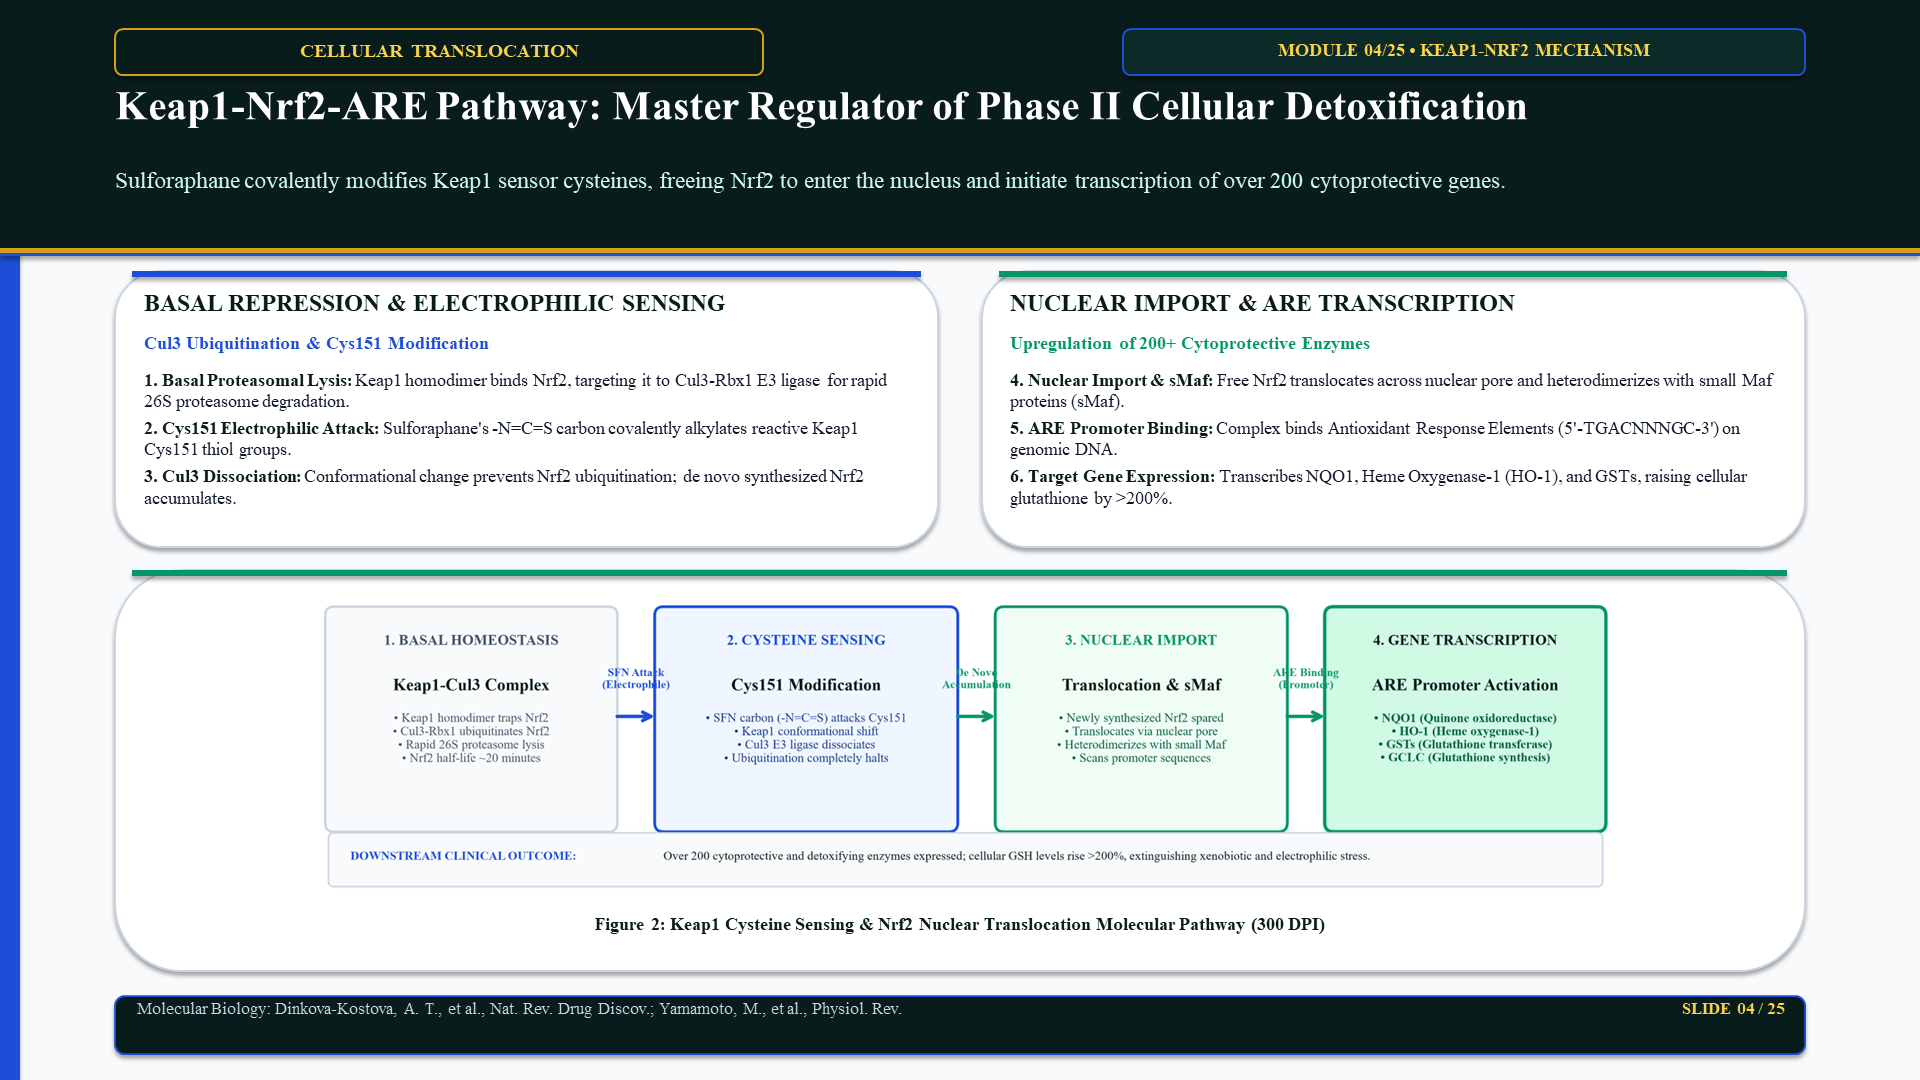 CELLULAR TRANSLOCATION
MODULE 04/25 • KEAP1-NRF2 MECHANISM
Keap1-Nrf2-ARE Pathway: Master Regulator of Phase II Cellular Detoxification
Sulforaphane covalently modifies Keap1 sensor cysteines, freeing Nrf2 to enter the nucleus and initiate transcription of over 200 cytoprotective genes.
BASAL REPRESSION & ELECTROPHILIC SENSING
Cul3 Ubiquitination & Cys151 Modification
1. Basal Proteasomal Lysis: Keap1 homodimer binds Nrf2, targeting it to Cul3-Rbx1 E3 ligase for rapid
26S proteasome degradation.
2. Cys151 Electrophilic Attack: Sulforaphane's -N=C=S carbon covalently alkylates reactive Keap1
Cys151 thiol groups.
3. Cul3 Dissociation: Conformational change prevents Nrf2 ubiquitination; de novo synthesized Nrf2
accumulates.
NUCLEAR IMPORT & ARE TRANSCRIPTION
Upregulation of 200+ Cytoprotective Enzymes
4. Nuclear Import & sMaf: Free Nrf2 translocates across nuclear pore and heterodimerizes with small Maf
proteins (sMaf).
5. ARE Promoter Binding: Complex binds Antioxidant Response Elements (5'-TGACNNNGC-3') on
genomic DNA.
6. Target Gene Expression: Transcribes NQO1, Heme Oxygenase-1 (HO-1), and GSTs, raising cellular
glutathione by >200%.
1. BASAL HOMEOSTASIS
Keap1-Cul3 Complex
• Keap1 homodimer traps Nrf2
• Cul3-Rbx1 ubiquitinates Nrf2
• Rapid 26S proteasome lysis
• Nrf2 half-life ~20 minutes
SFN Attack
(Electrophile)
2. CYSTEINE SENSING
Cys151 Modification
• SFN carbon (-N=C=S) attacks Cys151
• Keap1 conformational shift
• Cul3 E3 ligase dissociates
• Ubiquitination completely halts
De Novo
Accumulation
3. NUCLEAR IMPORT
Translocation & sMaf
• Newly synthesized Nrf2 spared
• Translocates via nuclear pore
• Heterodimerizes with small Maf
• Scans promoter sequences
ARE Binding
(Promoter)
4. GENE TRANSCRIPTION
ARE Promoter Activation
• NQO1 (Quinone oxidoreductase)
• HO-1 (Heme oxygenase-1)
• GSTs (Glutathione transferase)
• GCLC (Glutathione synthesis)
DOWNSTREAM CLINICAL OUTCOME: Over 200 cytoprotective and detoxifying enzymes expressed; cellular GSH levels rise >200%, extinguishing xenobiotic and electrophilic stress.
Figure 2: Keap1 Cysteine Sensing & Nrf2 Nuclear Translocation Molecular Pathway (300 DPI)
Molecular Biology: Dinkova-Kostova, A. T., et al., Nat. Rev. Drug Discov.; Yamamoto, M., et al., Physiol. Rev.
SLIDE 04 / 25